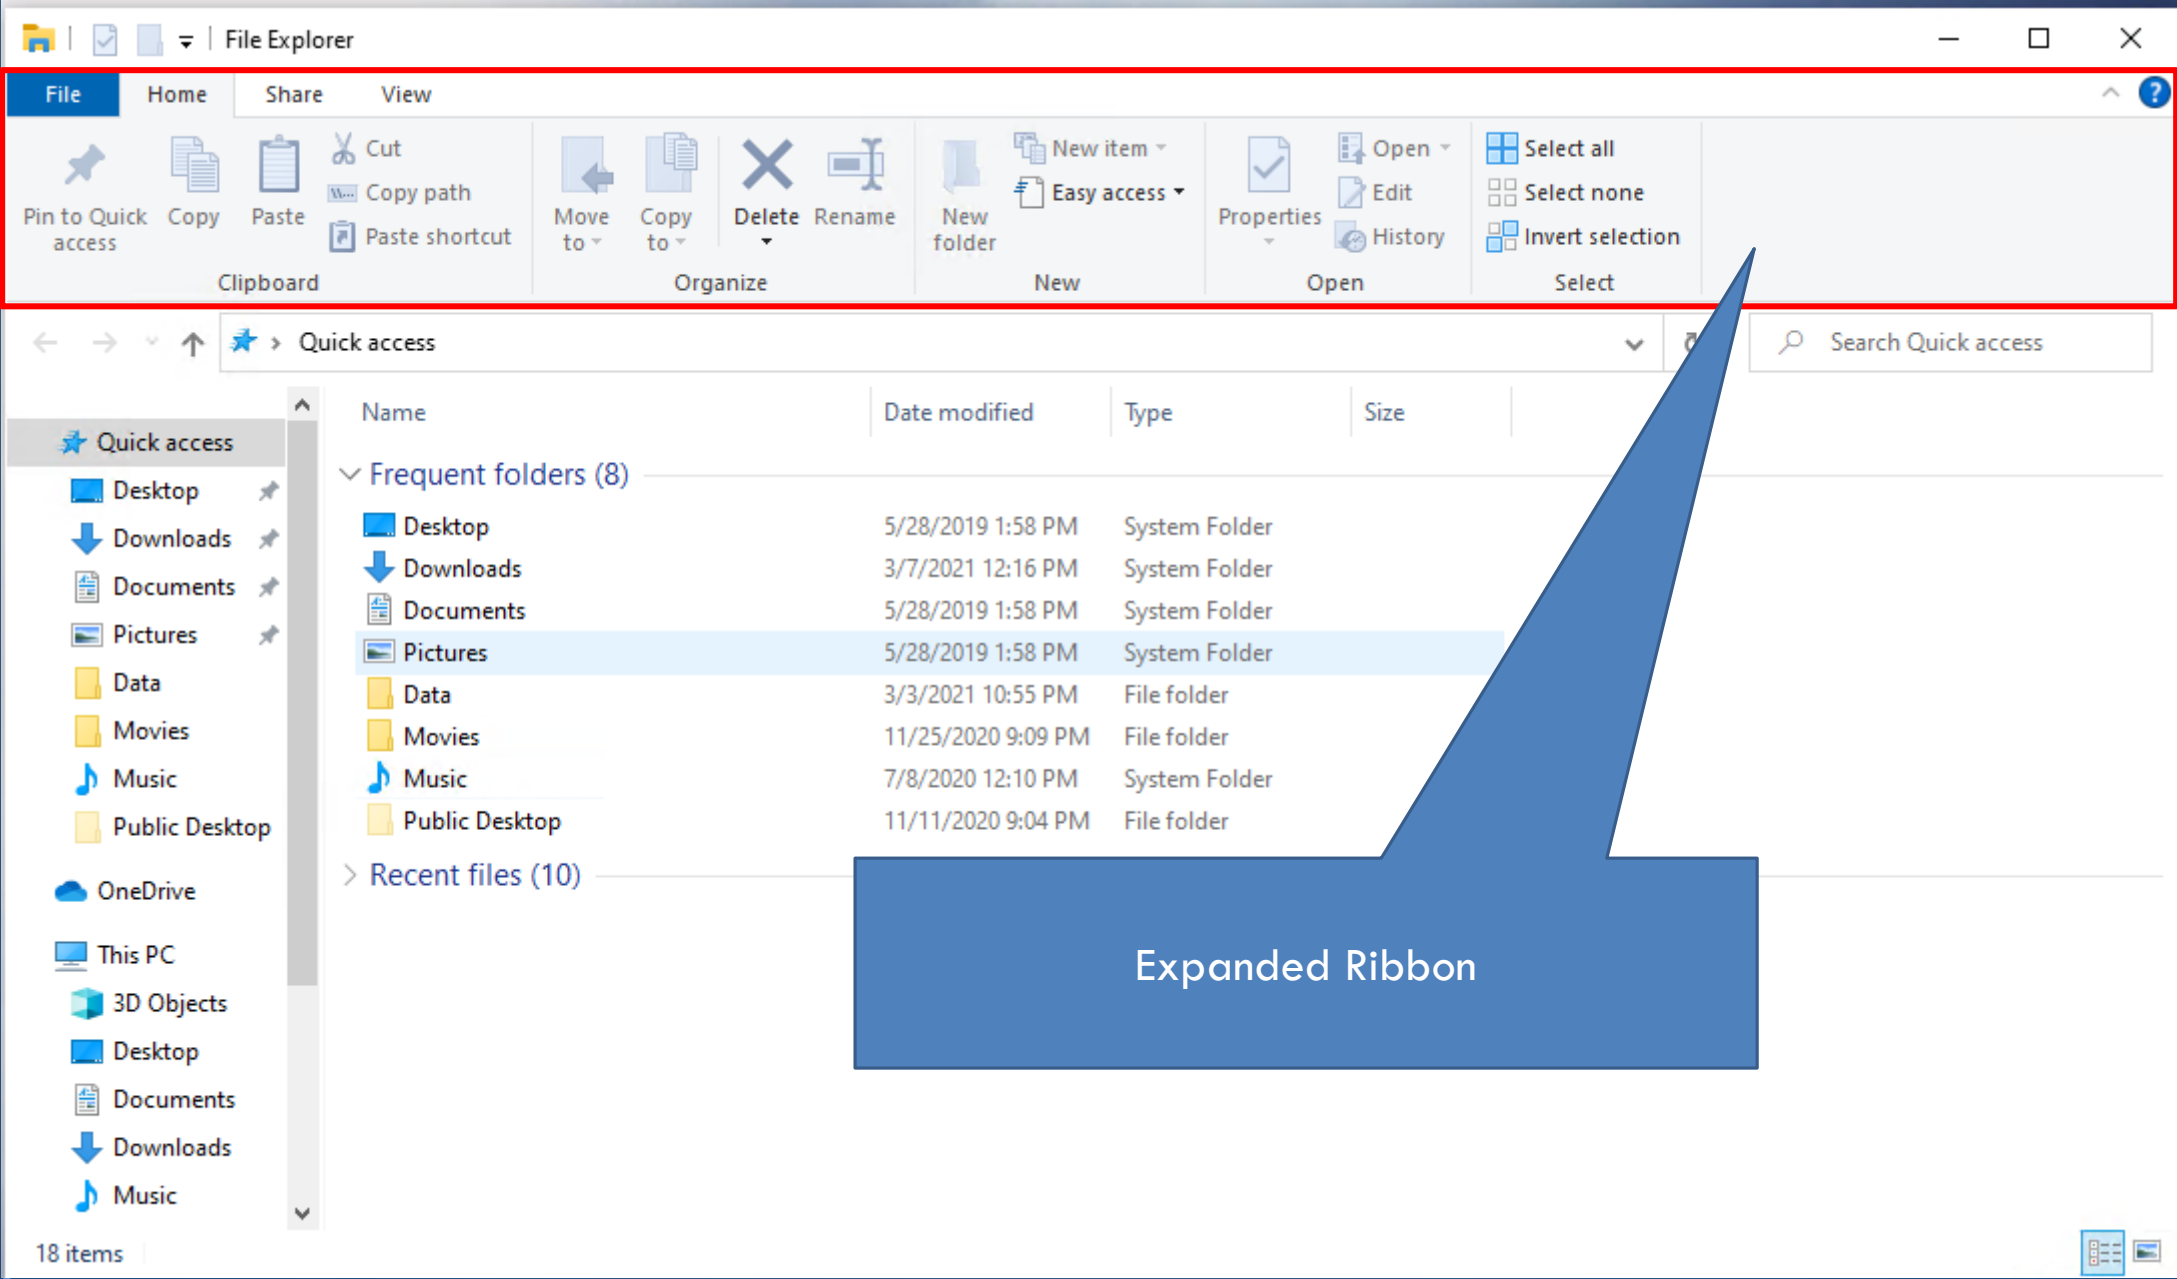 File Explorer
File Home Share View
?
Pin to Quick access
Copy
Paste
Cut
Copy path
Paste shortcut
Clipboard
Move to
Copy to
Delete
Rename
Organize
New folder
New item
Easy access
New
Properties
Open
Edit
History
Open
Select all
Select none
Invert selection
Select
Quick access
Search Quick access
Quick access
Desktop
Downloads
Documents
Pictures
Data
Movies
Music
Public Desktop
OneDrive
This PC
3D Objects
Desktop
Documents
Downloads
Music
Name Date modified Type Size
Frequent folders (8)
Desktop 5/28/2019 1:58 PM System Folder
Downloads 3/7/2021 12:16 PM System Folder
Documents 5/28/2019 1:58 PM System Folder
Pictures 5/28/2019 1:58 PM System Folder
Data 3/3/2021 10:55 PM File folder
Movies 11/25/2020 9:09 PM File folder
Music 7/8/2020 12:10 PM System Folder
Public Desktop 11/11/2020 9:04 PM File folder
Recent files (10)
Expanded Ribbon
18 items